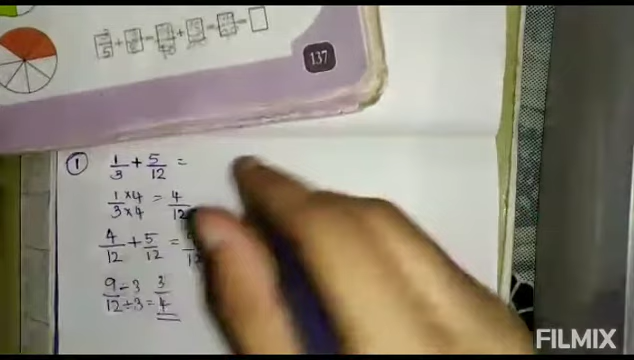 137
① 1/3 + 5/12 =
1×4/3×4 = 4/12
4/12 + 5/12 =
9÷3/12÷3 = 3/4
FILMIX